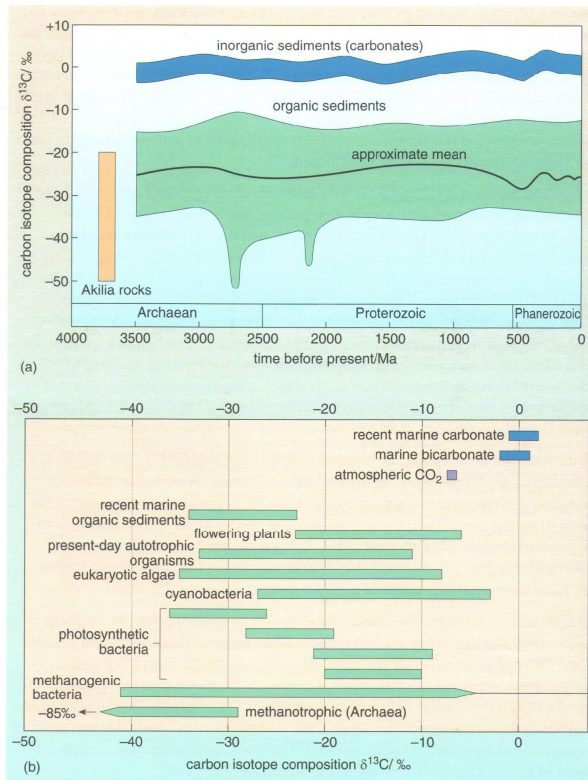 +10
0
−10
−20
−30
−40
−50
carbon isotope composition δ13C/ ‰
inorganic sediments (carbonates)
organic sediments
approximate mean
Akilia rocks
Archaean
Proterozoic
Phanerozoic
4000 3500 3000 2500 2000 1500 1000 500 0
time before present/Ma
(a)
−50 −40 −30 −20 −10 0
recent marine carbonate
marine bicarbonate
atmospheric CO2
recent marine
organic sediments
flowering plants
present-day autotrophic
organisms
eukaryotic algae
cyanobacteria
photosynthetic
bacteria
methanogenic
bacteria
−85‰
methanotrophic (Archaea)
−50 −40 −30 −20 −10 0
(b)
carbon isotope composition δ13C/ ‰